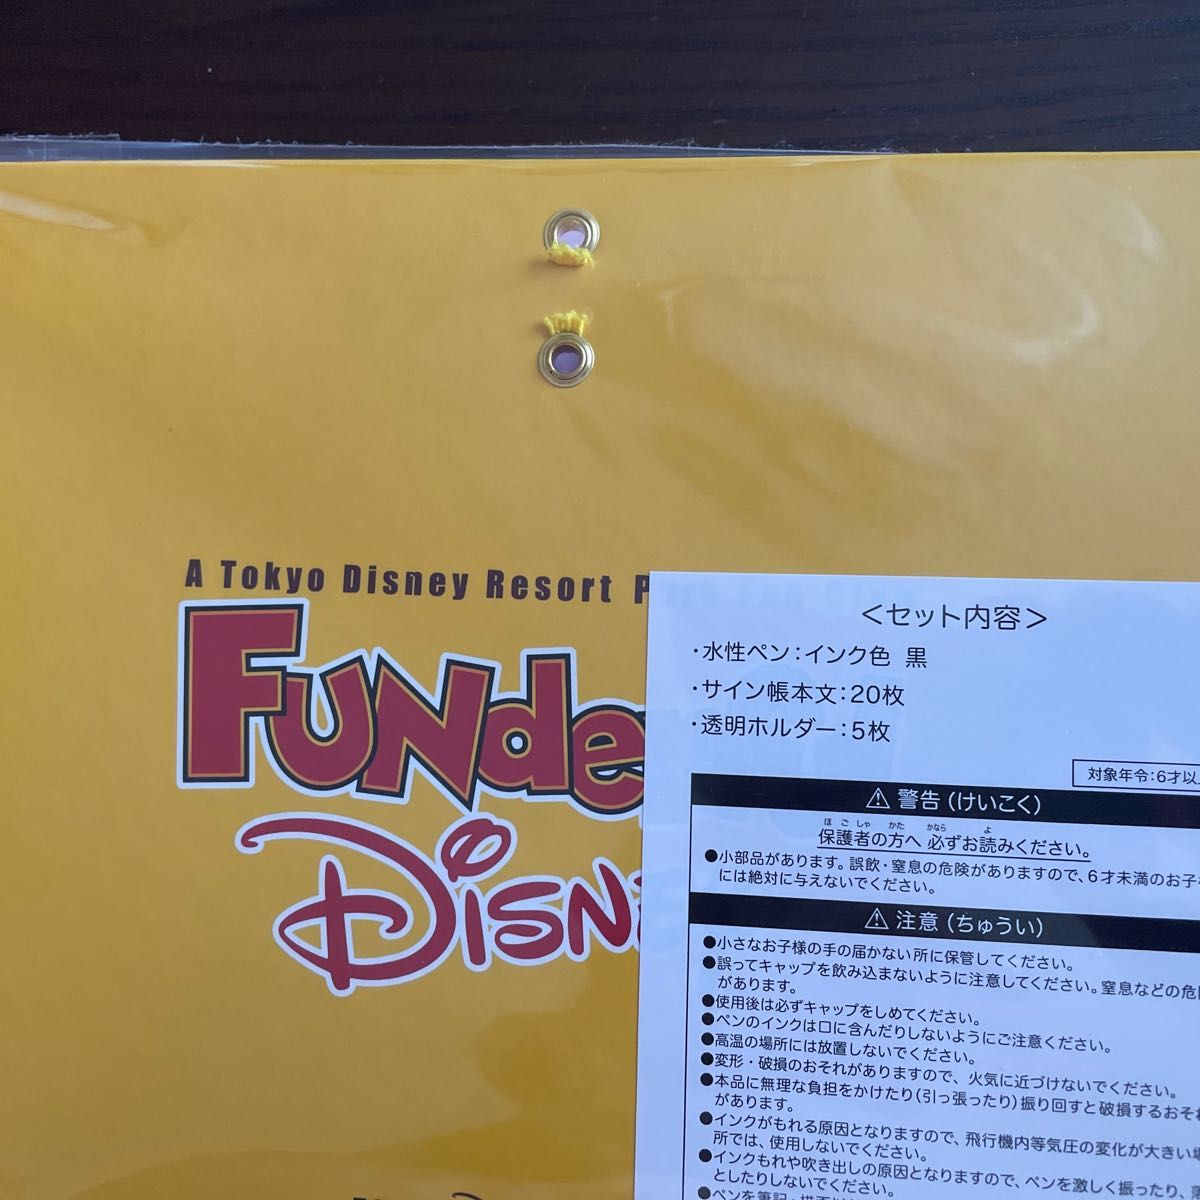 A Tokyo Disney Resort
FUNde
DISN
<セット内容>
・水性ペン:インク色 黒
・サイン帳本文:20枚
・透明ホルダー:5枚
対象年令:6才以
⚠ 警告(けいこく)
ほごしゃ かた かなら よ
保護者の方へ 必ずお読みください。
●小部品があります。誤飲・窒息の危険がありますので、6才未満のお子
には絶対に与えないでください。
⚠ 注意(ちゅうい)
●小さなお子様の手の届かない所に保管してください。
●誤ってキャップを飲み込まないように注意してください。窒息などの危
があります。
●使用後は必ずキャップをしめてください。
●ペンのインクは口に含んだりしないようにご注意ください。
●高温の場所には放置しないでください。
●変形・破損のおそれがありますので、火気に近づけないでください。
●本品に無理な負担をかけたり(引っ張ったり)振り回すと破損するおそ
があります。
●インクがもれる原因となりますので、飛行機内等気圧の変化が大きい
所では、使用しないでください。
●インクもれや吹き出しの原因となりますので、ペンを激しく振ったり、
としたりしないでください。